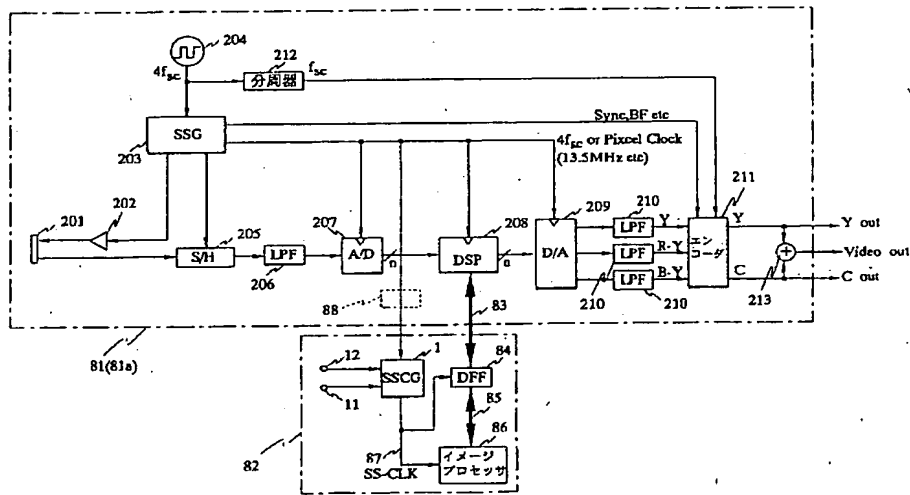 204
212
4fsc
分周器
fsc
Sync,BF etc
SSG
203
4fsc or Pixcel Clock
(13.5MHz etc)
211
201
202
205
207
208
209
210
Y
Y
Y out
S/H
LPF
A/D
n
DSP
n
D/A
LPF
LPF
R-Y
エン
コーダ
Video out
206
210
LPF
B-Y
210
C
213
C out
88
83
81(81a)
12
1
84
SSCG
DFF
11
85
86
87
イメージ
プロセッサ
82
SS-CLK